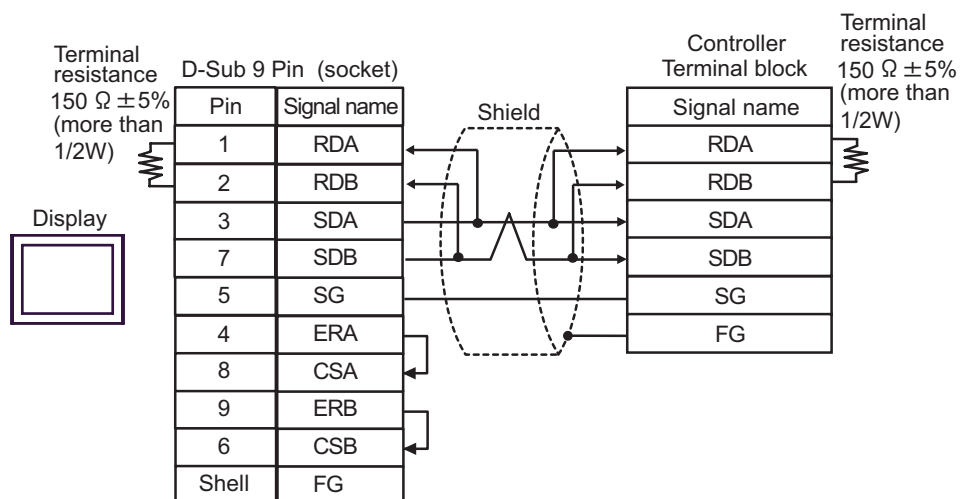 Terminal
resistance
150 Ω ±5%
(more than
1/2W)
D-Sub 9 Pin (socket)
Pin Signal name
1 RDA
2 RDB
3 SDA
7 SDB
5 SG
4 ERA
8 CSA
9 ERB
6 CSB
Shell FG
Display
Shield
Controller
Terminal block
Signal name
RDA
RDB
SDA
SDB
SG
FG
Terminal
resistance
150 Ω ±5%
(more than
1/2W)